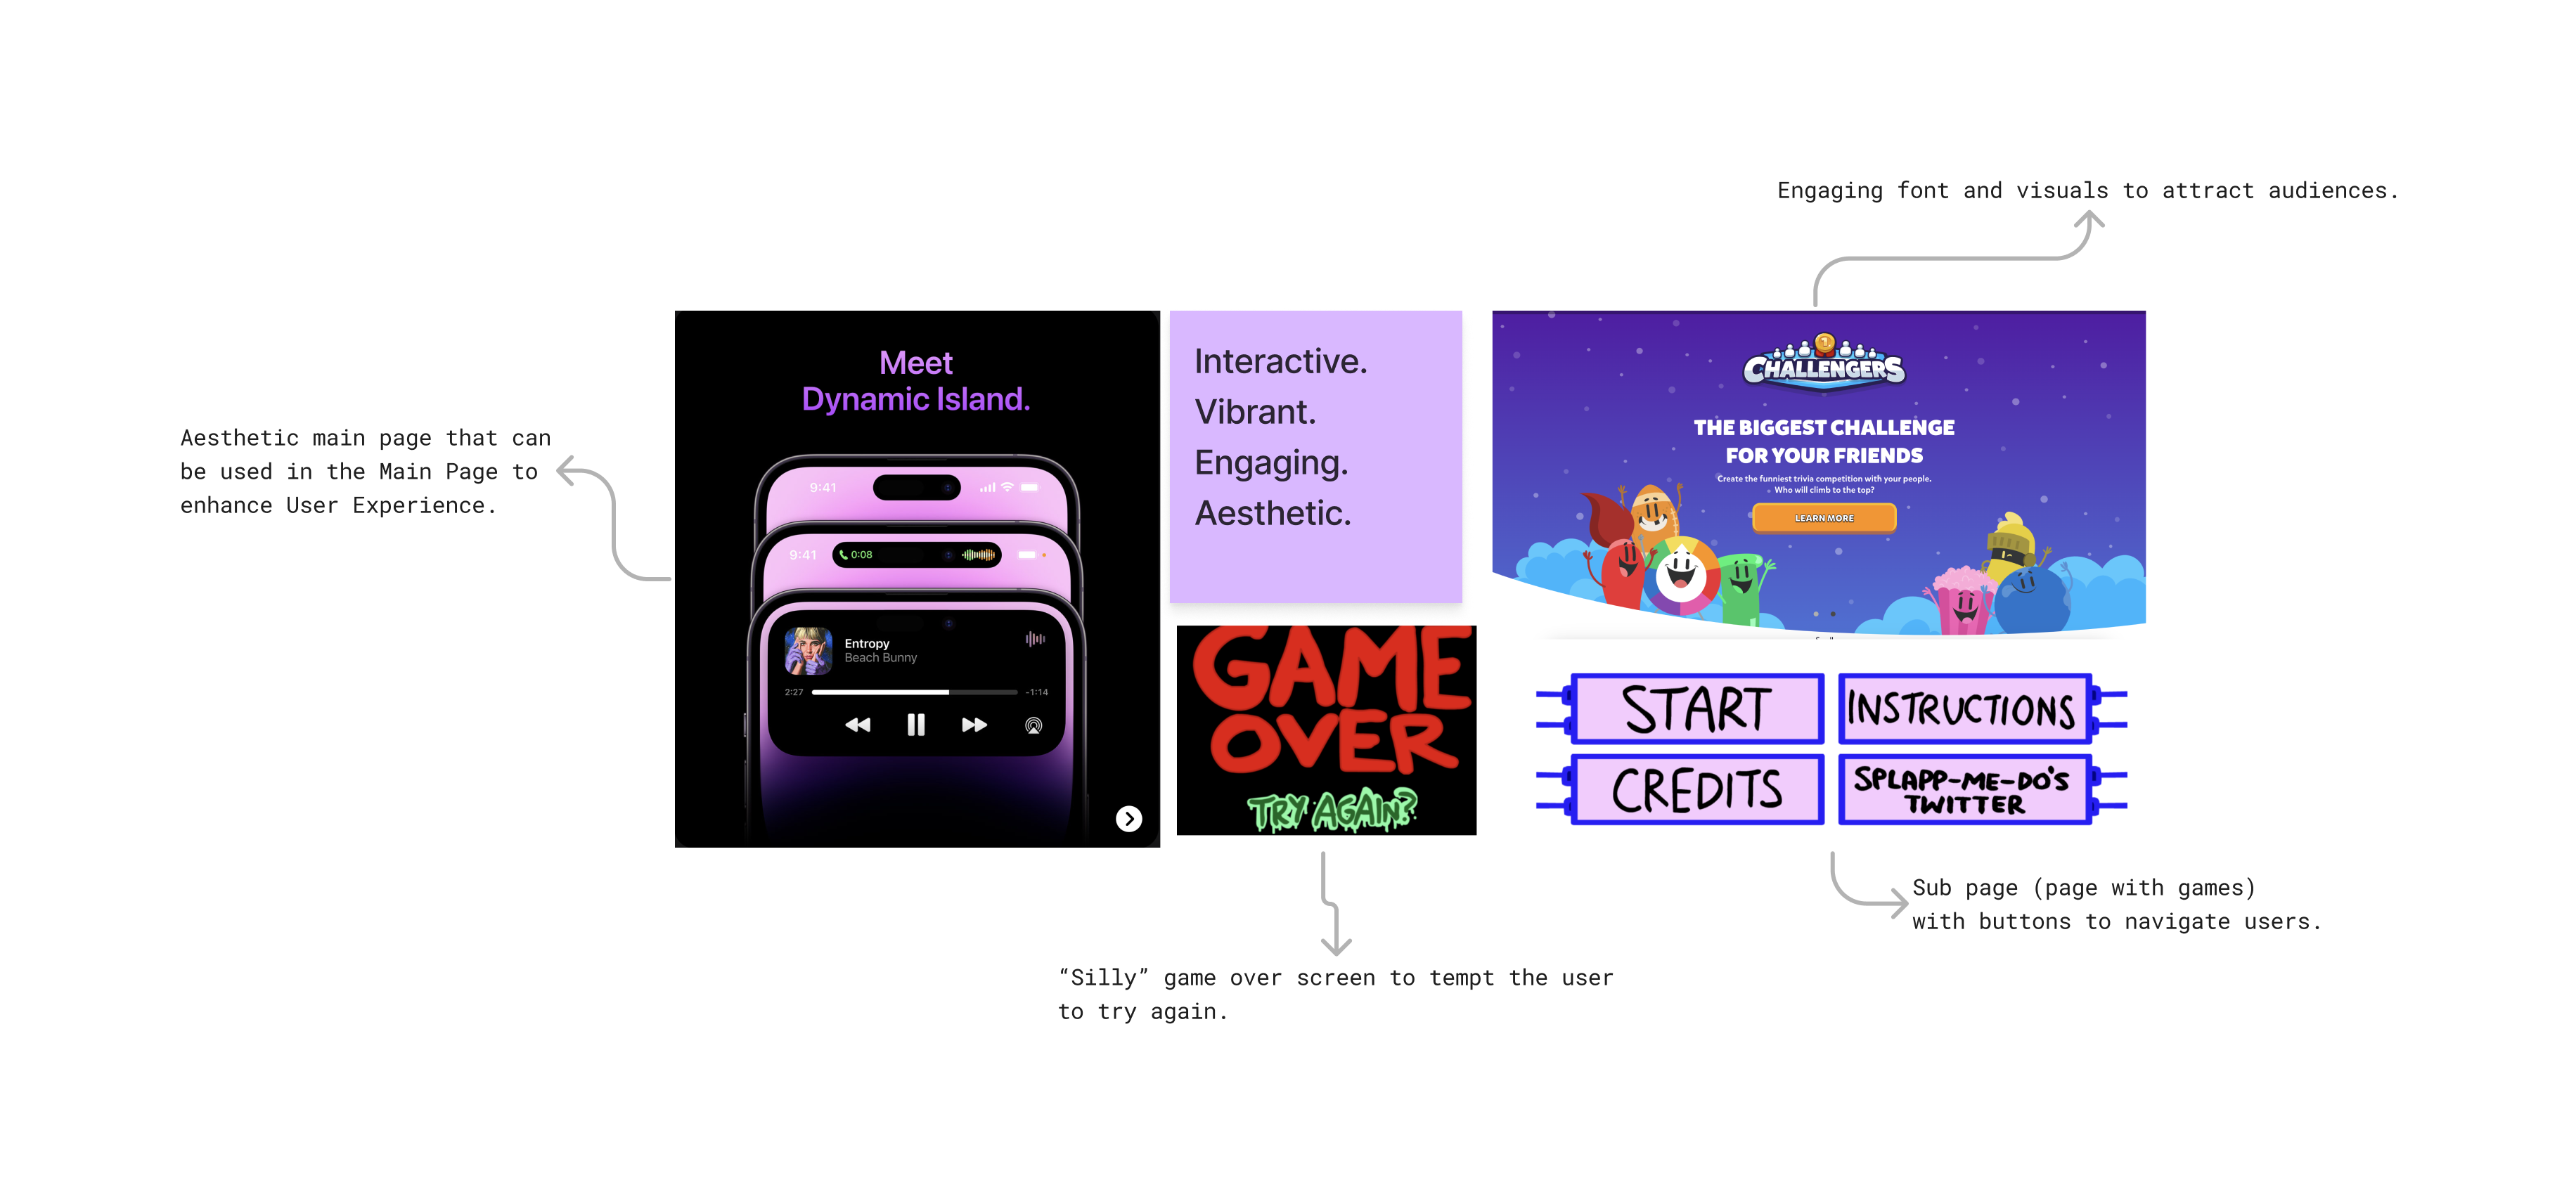 Engaging font and visuals to attract audiences.
Aesthetic main page that can
be used in the Main Page to
enhance User Experience.
Meet
Dynamic Island.
9:41
9:41
0:08
Entropy
Beach Bunny
2:27
-1:14
Interactive.
Vibrant.
Engaging.
Aesthetic.
GAME
OVER
TRY AGAIN?
1
CHALLENGERS
THE BIGGEST CHALLENGE
FOR YOUR FRIENDS
Create the funniest trivia competition with your people.
Who will climb to the top?
LEARN MORE
START
INSTRUCTIONS
CREDITS
SPLAPP-ME-DO'S
TWITTER
Sub page (page with games)
with buttons to navigate users.
“Silly” game over screen to tempt the user
to try again.